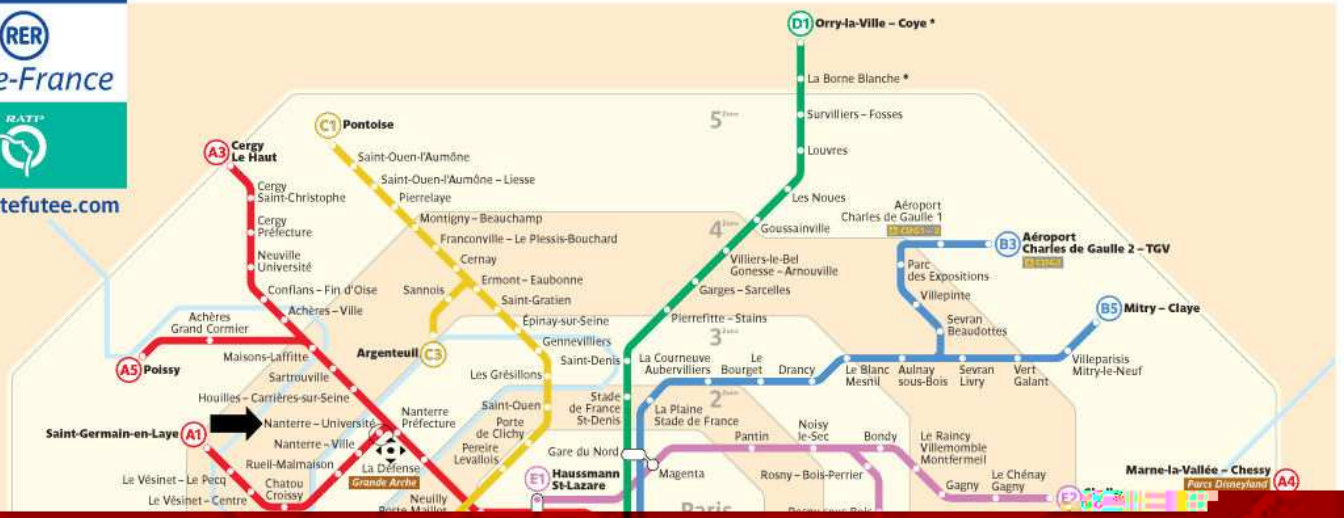 RER
e-France
RATP
tefutee.com
D1 Orry-la-Ville – Coye *
La Borne Blanche *
Survilliers – Fosses
Louvres
Les Noues
Goussainville
Villiers-le-Bel
Gonesse – Arnouville
Garges – Sarcelles
Pierrefitte – Stains
Saint-Denis
Stade
de France
St-Denis
C1 Pontoise
Saint-Ouen-l'Aumône
Saint-Ouen-l'Aumône – Liesse
Pierrelaye
Montigny – Beauchamp
Franconville – Le Plessis-Bouchard
Cernay
Ermont – Eaubonne
Sannois
Saint-Gratien
Épinay-sur-Seine
Gennevilliers
Argenteuil C3
Les Grésillons
Saint-Ouen
Porte
de Clichy
Pereire
Levallois
Neuilly
Porte Maillot
A3 Cergy
Le Haut
Cergy
Saint-Christophe
Cergy
Préfecture
Neuville
Université
Conflans – Fin d'Oise
Achères – Ville
Achères
Grand Cormier
A5 Poissy
Maisons-Laffitte
Sartrouville
Houilles – Carrières-sur-Seine
Nanterre – Université
Nanterre
Préfecture
Saint-Germain-en-Laye A1
Nanterre – Ville
Rueil-Malmaison
La Défense
Grande Arche
Le Vésinet – Le Pecq
Chatou
Croissy
Le Vésinet – Centre
5
4
3
2
Aéroport
Charles de Gaulle 1
B3 Aéroport
Charles de Gaulle 2 – TGV
Parc
des Expositions
Villepinte
Sevran
Beaudottes
B5 Mitry – Claye
Villeparisis
Mitry-le-Neuf
La Courneuve
Aubervilliers
Le
Bourget
Drancy
Le Blanc
Mesnil
Aulnay
sous-Bois
Sevran
Livry
Vert
Galant
La Plaine
Stade de France
Gare du Nord
Magenta
E1 Haussmann
St-Lazare
Pantin
Noisy
le-Sec
Bondy
Rosny – Bois-Perrier
Le Raincy
Villemomble
Montfermeil
Gagny
Le Chénay
Gagny
E2
Marne-la-Vallée – Chessy
Parcs Disneyland A4
Paris